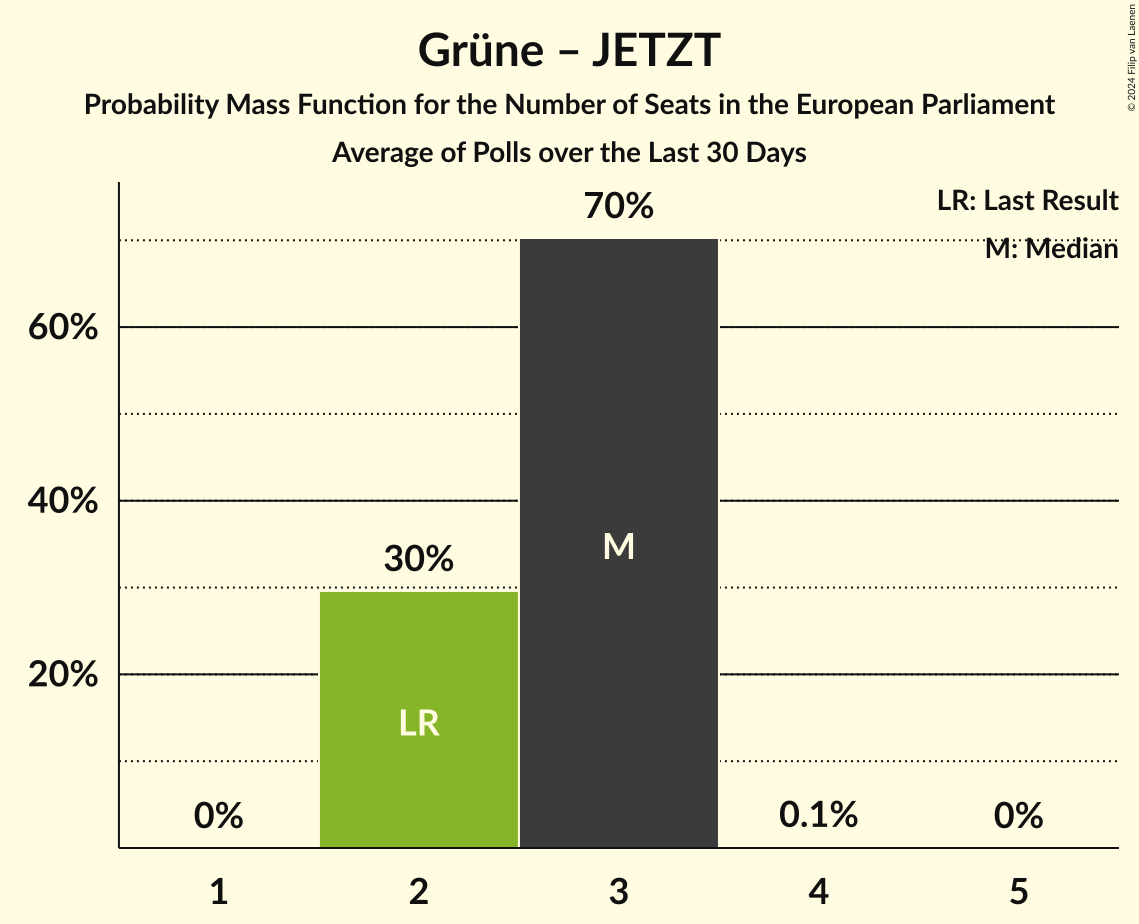 Grüne – JETZT
Probability Mass Function for the Number of Seats in the European Parliament
Average of Polls over the Last 30 Days
© 2024 Filip van Laenen
LR: Last Result
M: Median
70%
60%
40%
30%
20%
M
LR
0%
0.1%
0%
1 2 3 4 5